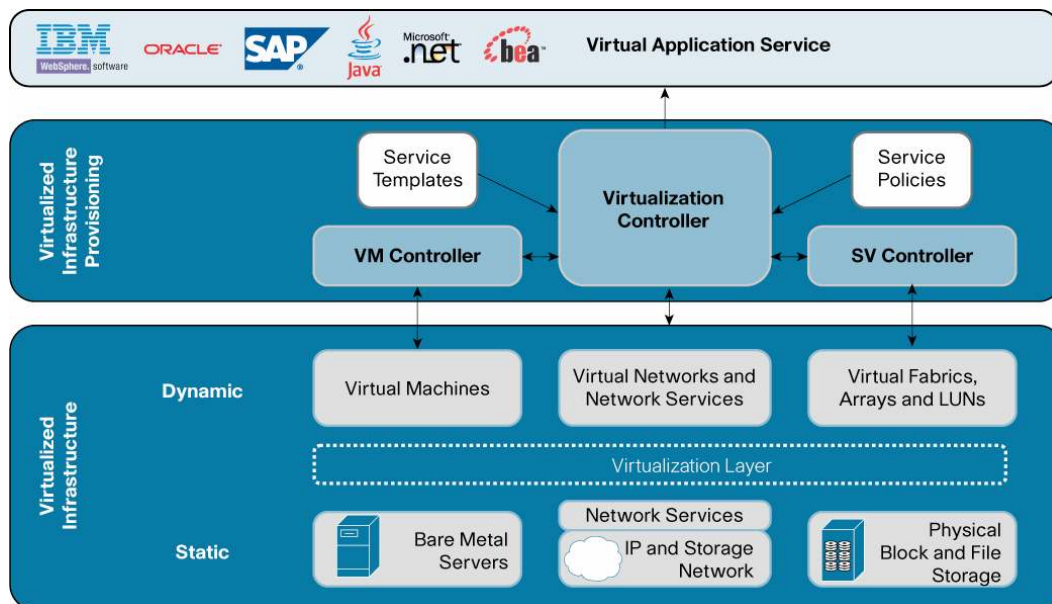 IBM
WebSphere. software
ORACLE®
SAP
®
Java
Microsoft®
.net
bea™
Virtual Application Service
Virtualized
Infrastructure
Provisioning
Service
Templates
Virtualization
Controller
Service
Policies
VM Controller
SV Controller
Virtualized
Infrastructure
Dynamic
Virtual Machines
Virtual Networks and
Network Services
Virtual Fabrics,
Arrays and LUNs
Virtualization Layer
Static
Bare Metal
Servers
Network Services
IP and Storage
Network
Physical
Block and File
Storage